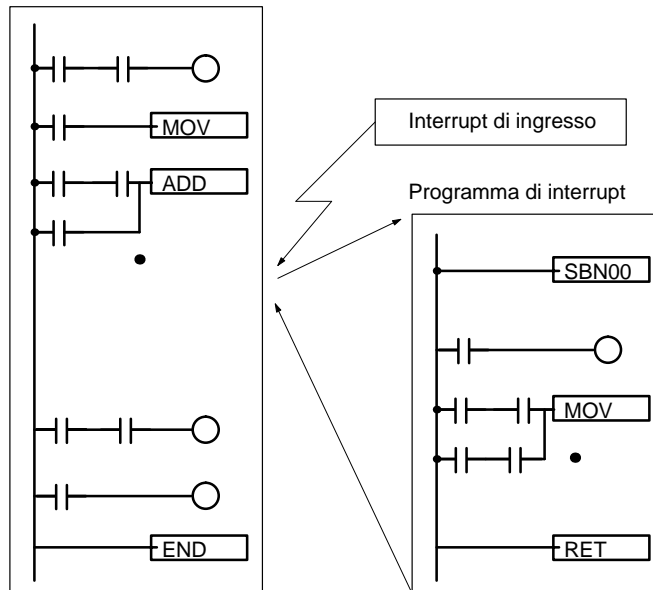 MOV
ADD
END
Interrupt di ingresso
Programma di interrupt
SBN00
MOV
RET